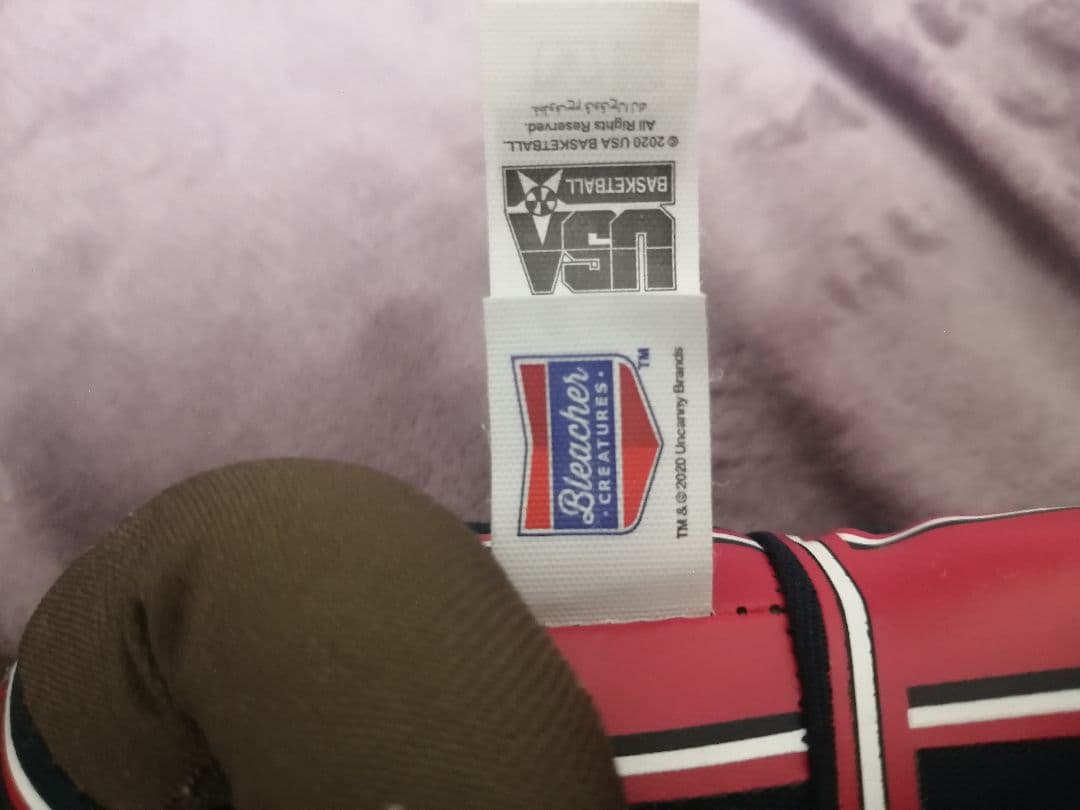 © 2020 USA BASKETBALL.
All Rights Reserved.
USA
BASKETBALL
Bleacher
• CREATURES •
TM
TM & © 2020 Uncanny Brands